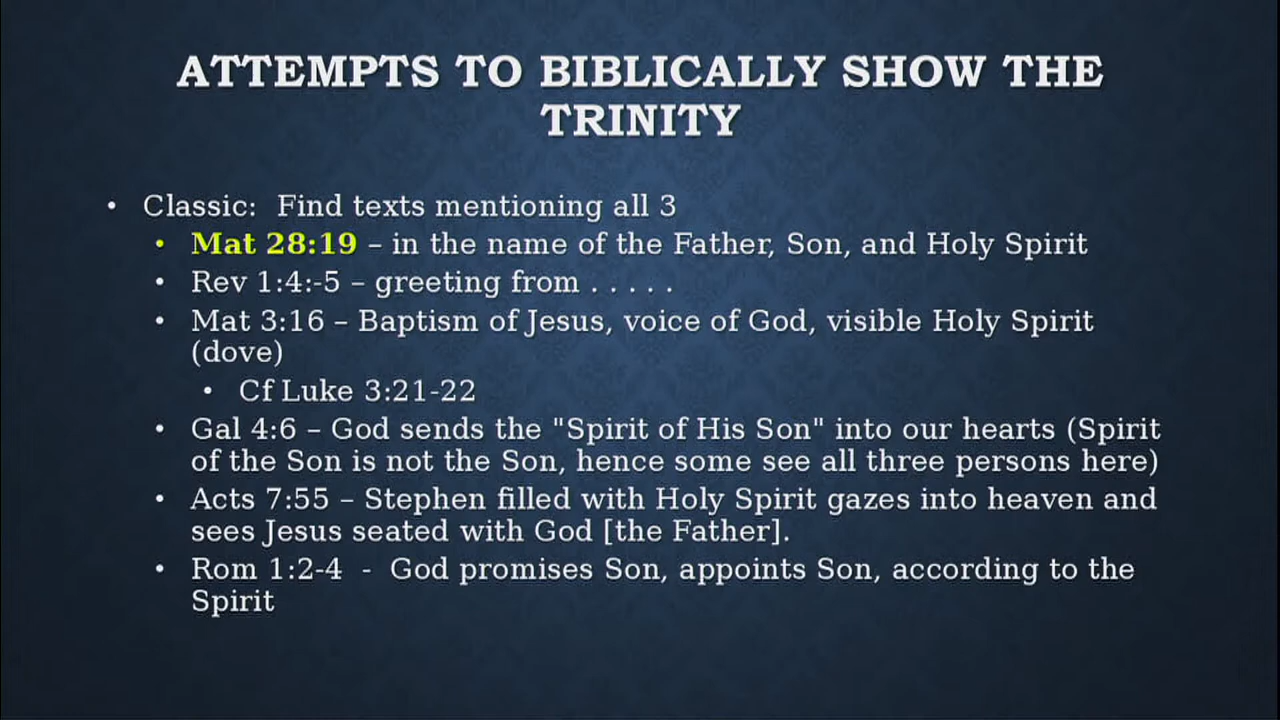 ATTEMPTS TO BIBLICALLY SHOW THE
TRINITY
• Classic:  Find texts mentioning all 3
• Mat 28:19 – in the name of the Father, Son, and Holy Spirit
• Rev 1:4:-5 – greeting from . . . . .
• Mat 3:16 – Baptism of Jesus, voice of God, visible Holy Spirit
(dove)
• Cf Luke 3:21-22
• Gal 4:6 – God sends the "Spirit of His Son" into our hearts (Spirit
of the Son is not the Son, hence some see all three persons here)
• Acts 7:55 – Stephen filled with Holy Spirit gazes into heaven and
sees Jesus seated with God [the Father].
• Rom 1:2-4  -  God promises Son, appoints Son, according to the
Spirit